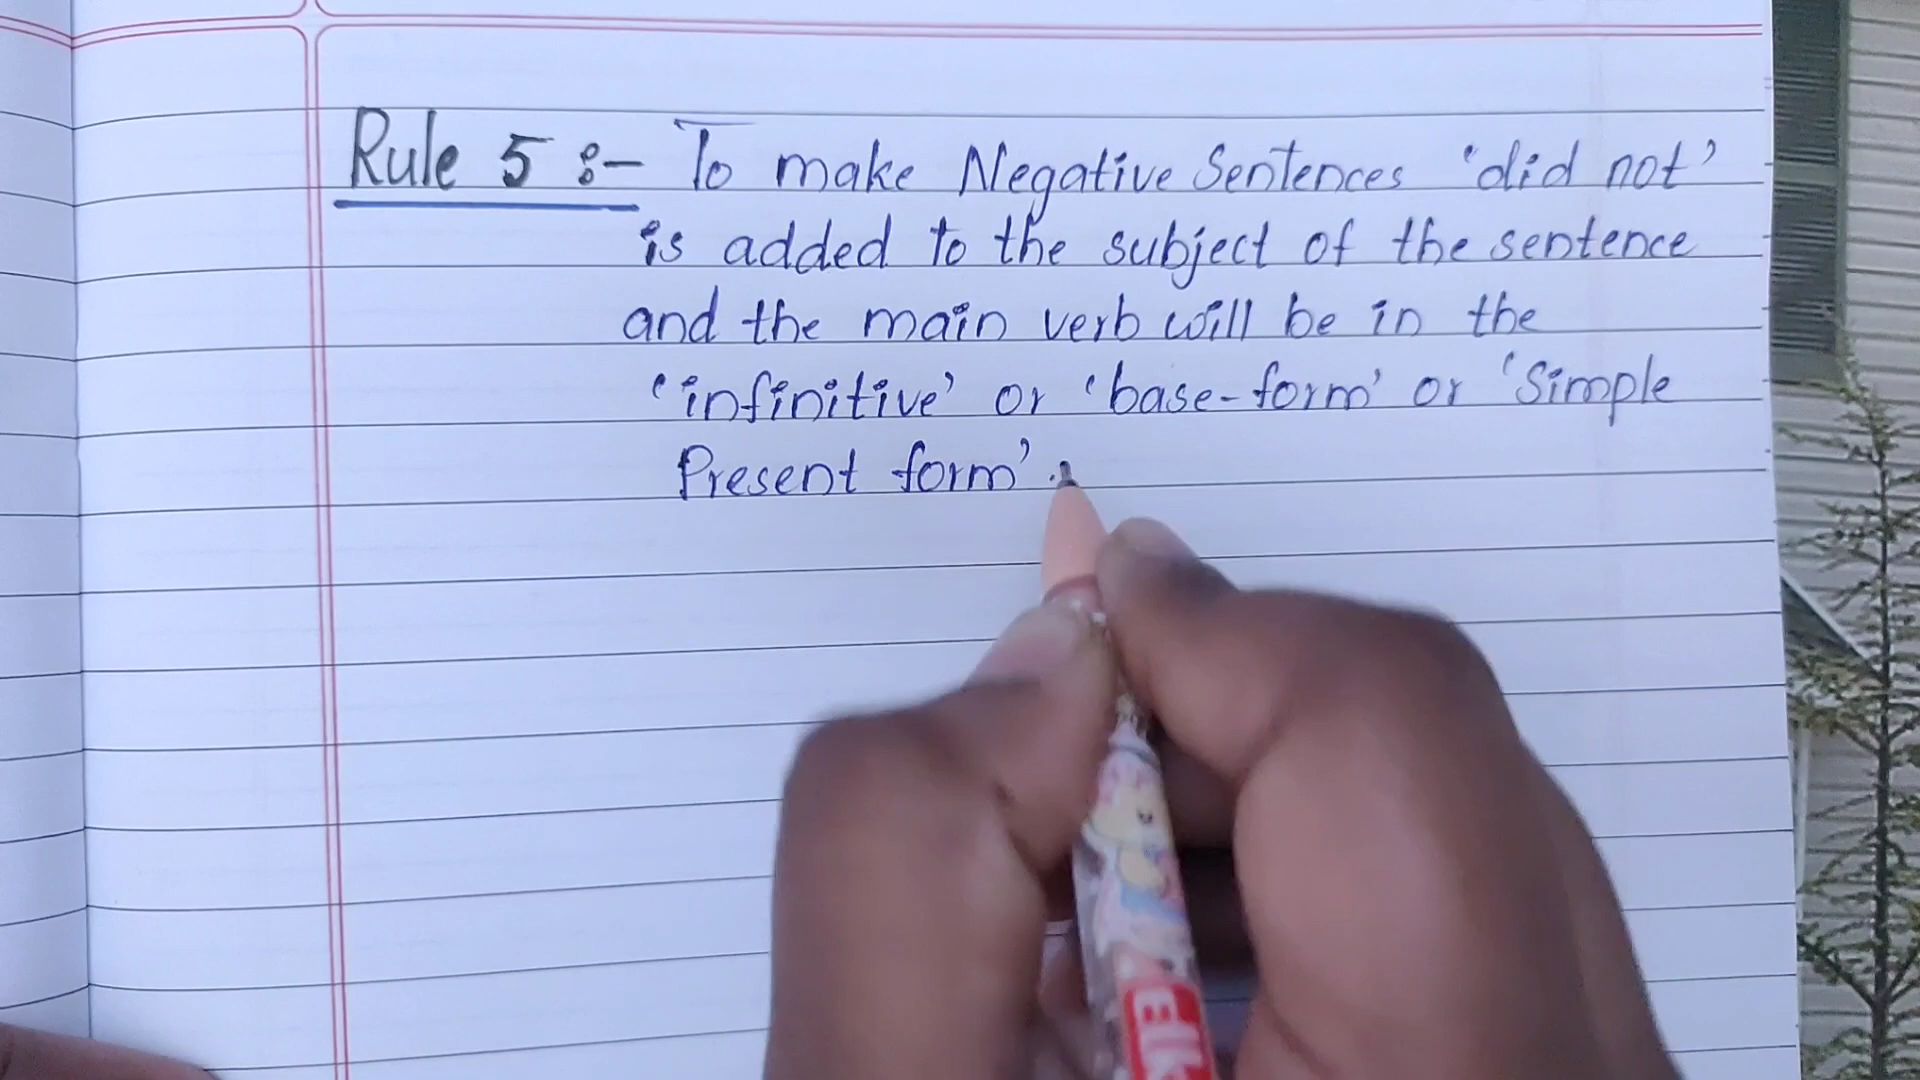 Rule 5 :- To make Negative Sentences 'did not'
is added to the subject of the sentence
and the main verb will be in the
'infinitive' or 'base-form' or 'Simple
Present form'.
Elk